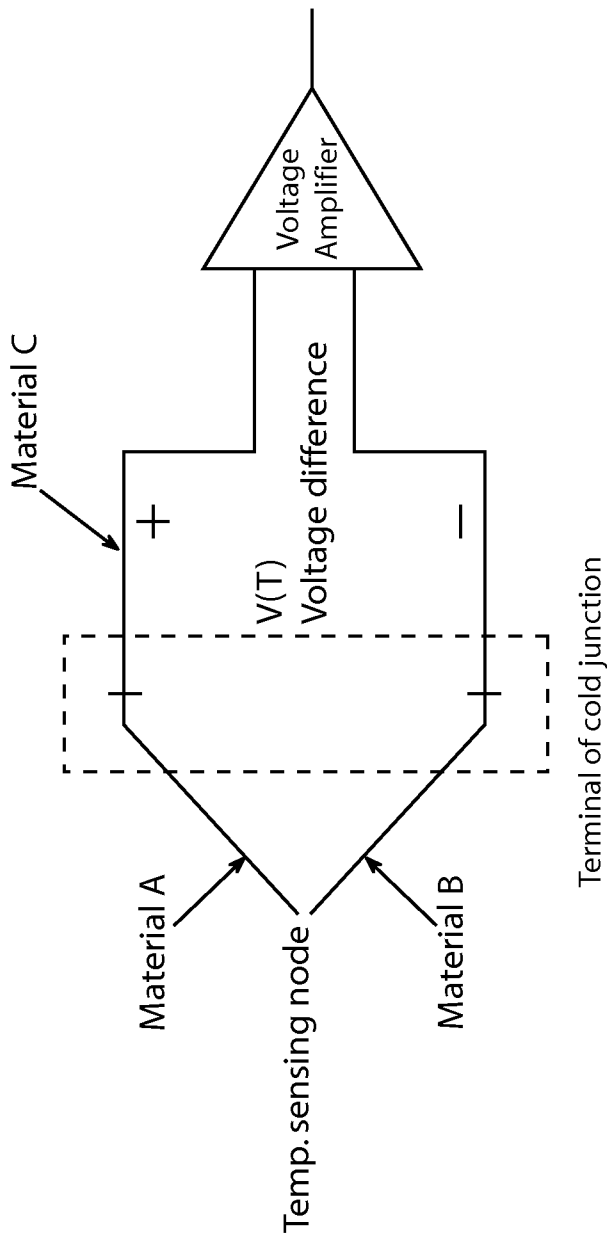 Material C
Material A
Temp. sensing node
V(T)
Voltage difference
+
−
Voltage
Amplifier
Material B
Terminal of cold junction